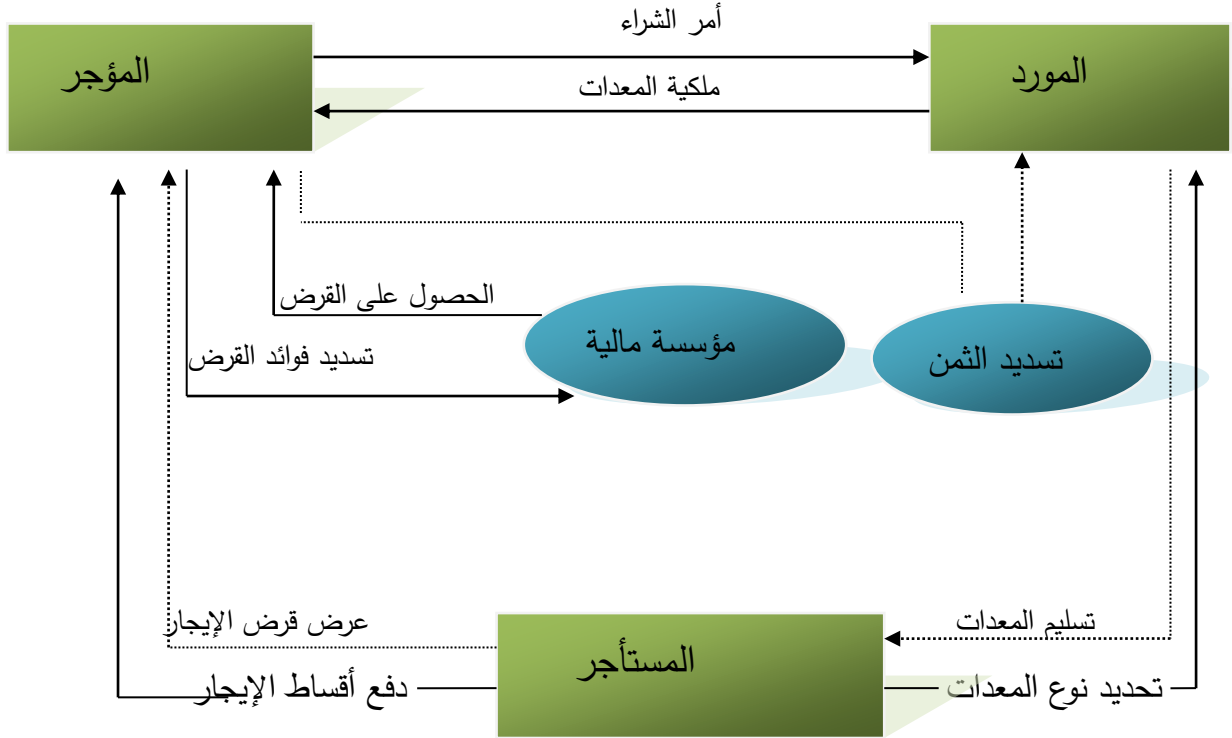 أمر الشراء
المؤجر
المورد
ملكية المعدات
الحصول على القرض
مؤسسة مالية
تسديد الثمن
تسديد فوائد القرض
عرض قرض الإيجار
تسليم المعدات
المستأجر
دفع أقساط الإيجار
تحديد نوع المعدات